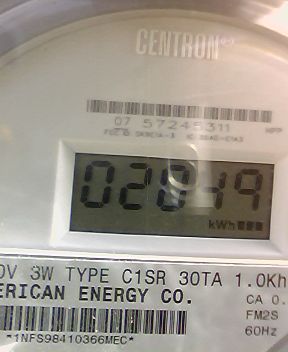 CENTRON
07 57245311 HPP
02849
kWh
0V 3W TYPE C1SR 30TA 1.0Kh
ERICAN ENERGY CO. CA 0.
FM2S
60Hz
*1NFS98410366MEC*